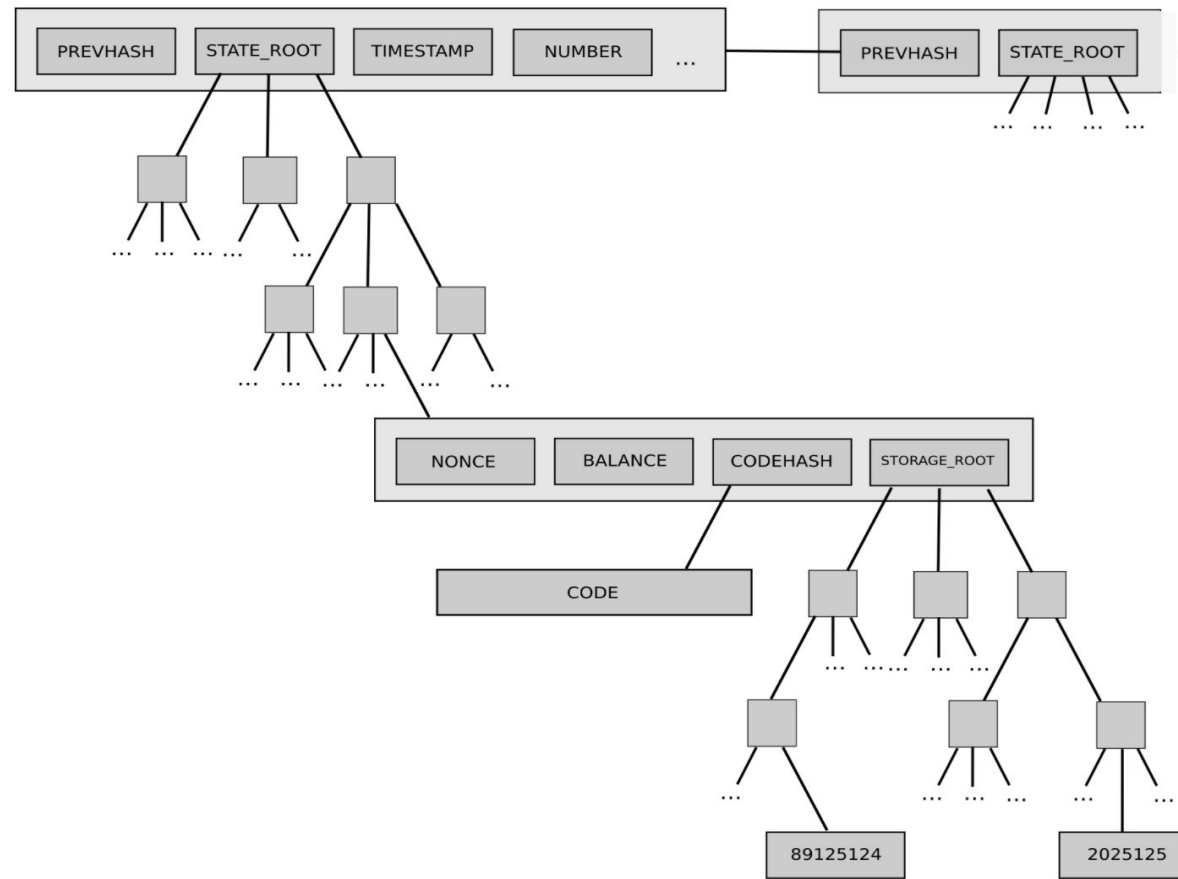 PREVHASH STATE_ROOT TIMESTAMP NUMBER ... PREVHASH STATE_ROOT
... ... ... ...
... ... ... ... ...
... ... ... ... ... ... ...
NONCE BALANCE CODEHASH STORAGE_ROOT
CODE
... ... ... ... ...
... ... ... ... ... ...
89125124 2025125